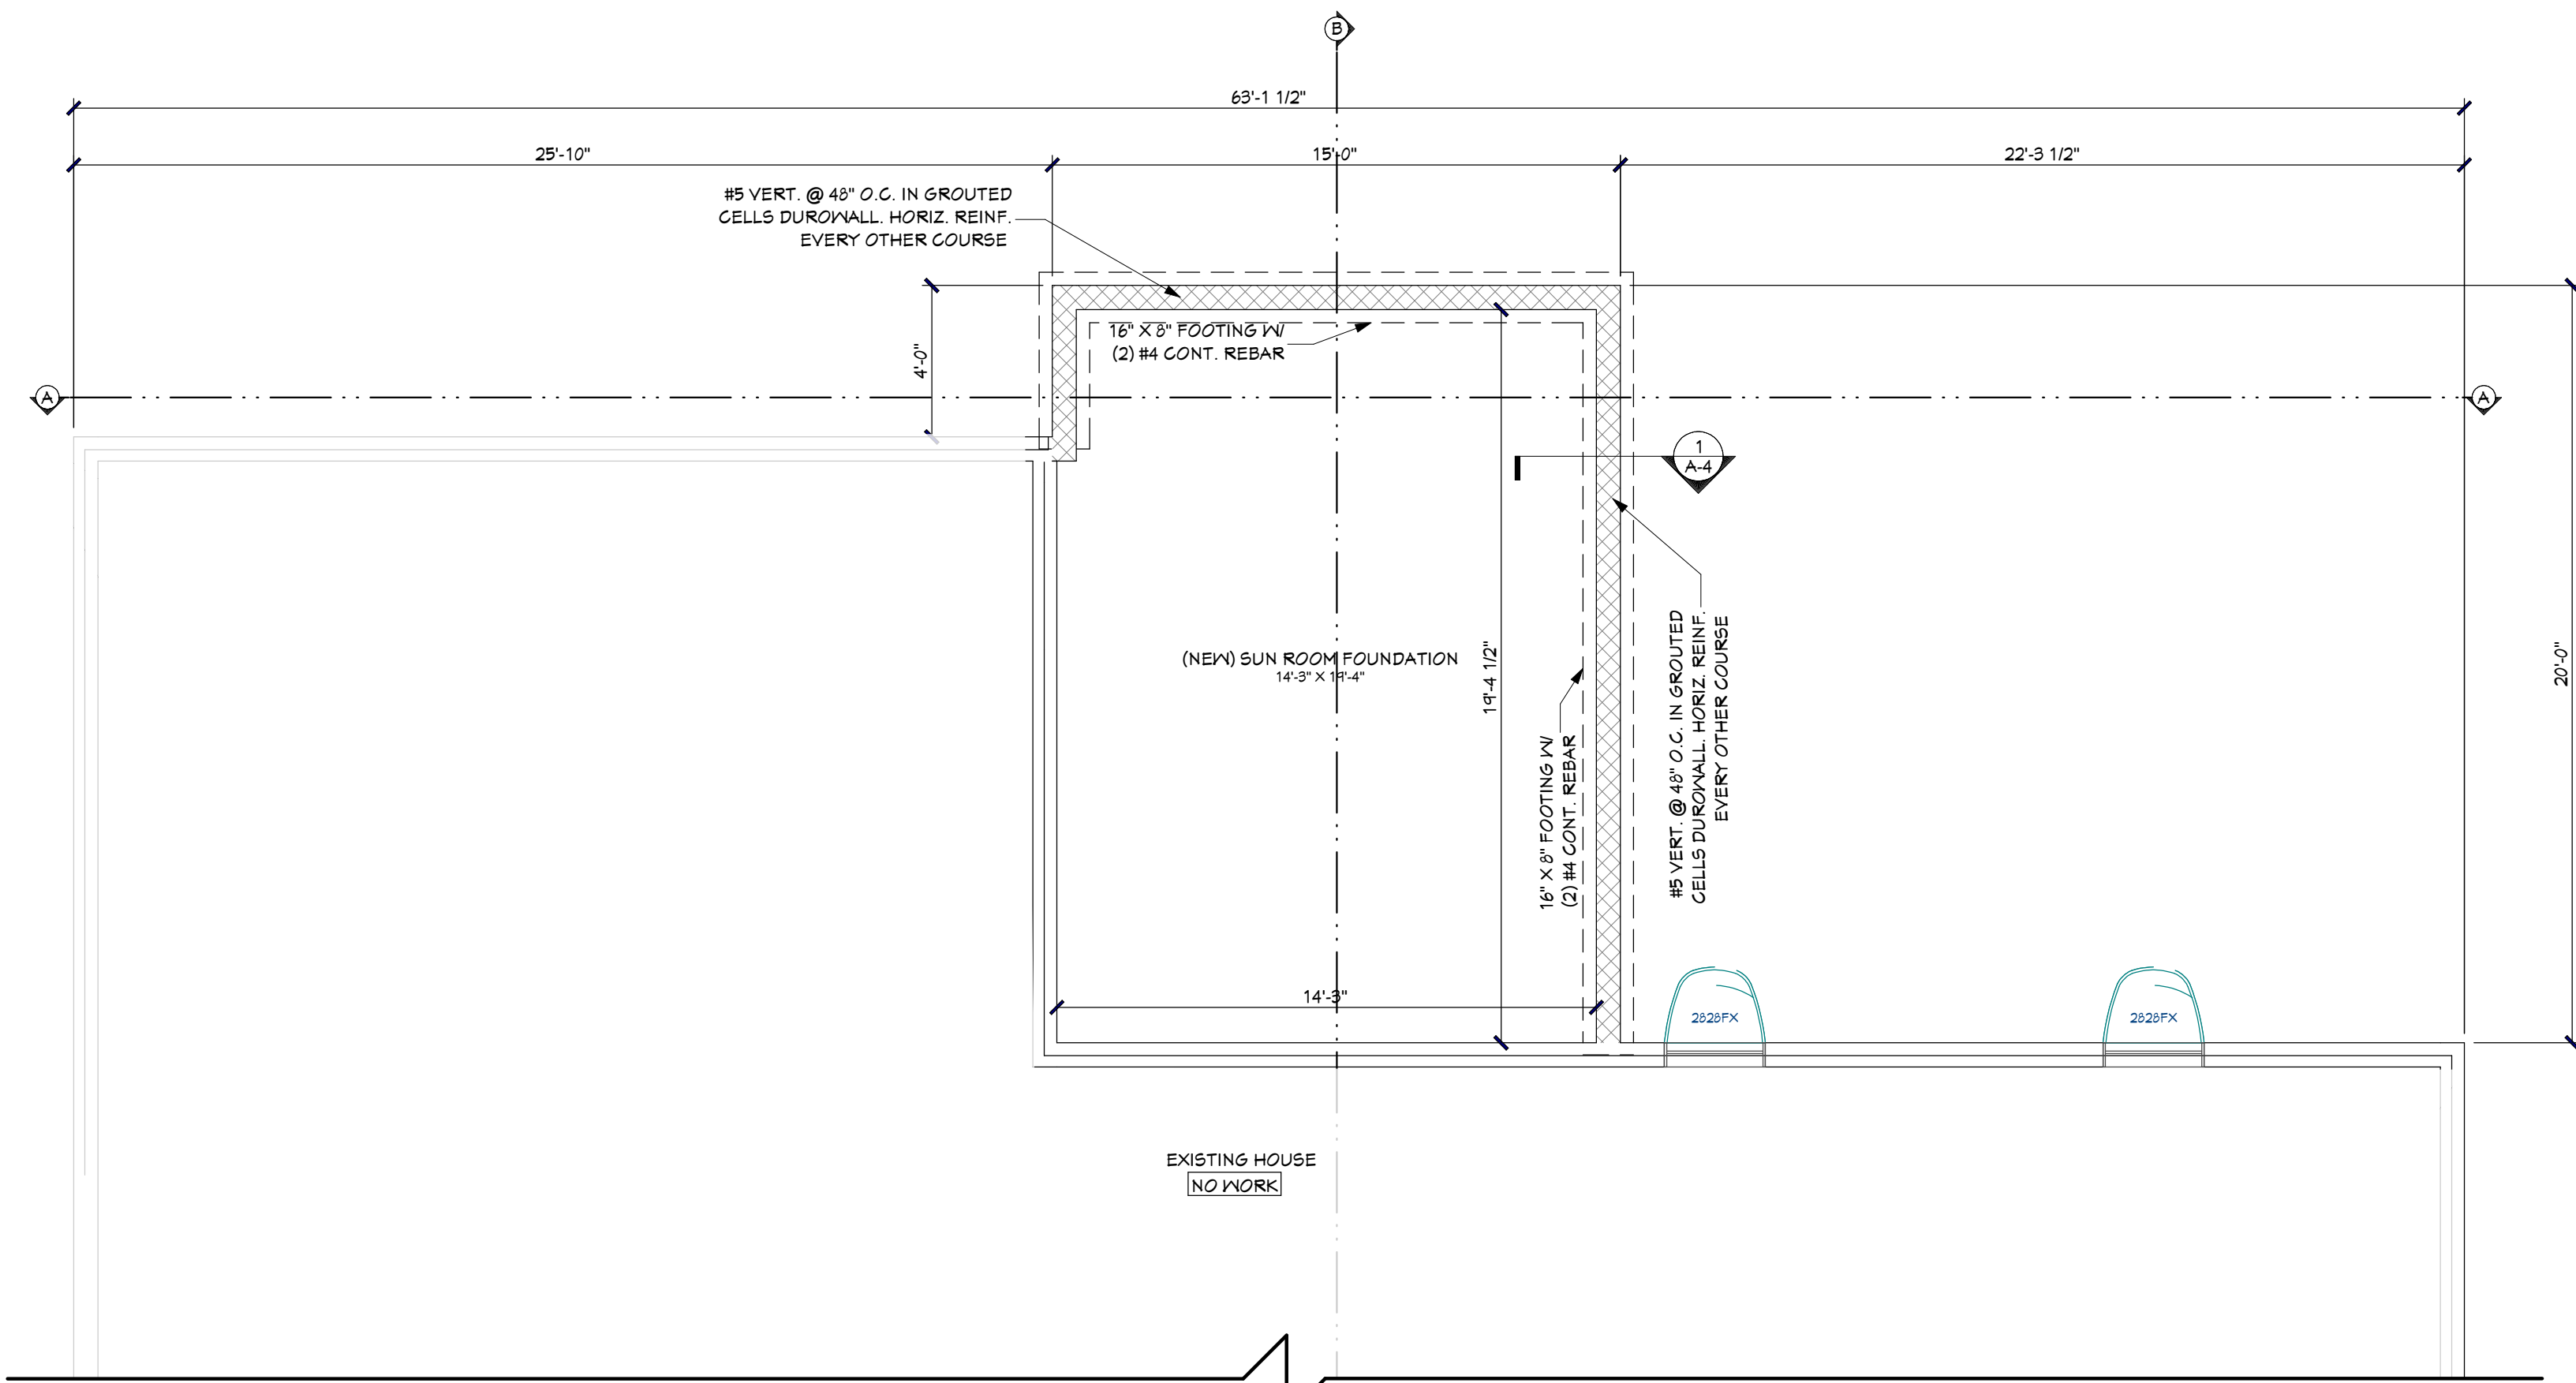 B
63'-1 1/2"
25'-10"
15'-0"
22'-3 1/2"
#5 VERT. @ 48" O.C. IN GROUTED
CELLS DUROWALL. HORIZ. REINF.
EVERY OTHER COURSE
16" X 8" FOOTING W/
(2) #4 CONT. REBAR
4'-0"
A
A
1
A-4
(NEW) SUN ROOM FOUNDATION
14'-3" X 19'-4"
19'-4 1/2"
16" X 8" FOOTING W/
(2) #4 CONT. REBAR
#5 VERT. @ 48" O.C. IN GROUTED
CELLS DUROWALL. HORIZ. REINF.
EVERY OTHER COURSE
20'-0"
14'-3"
2828FX
2828FX
EXISTING HOUSE
NO WORK